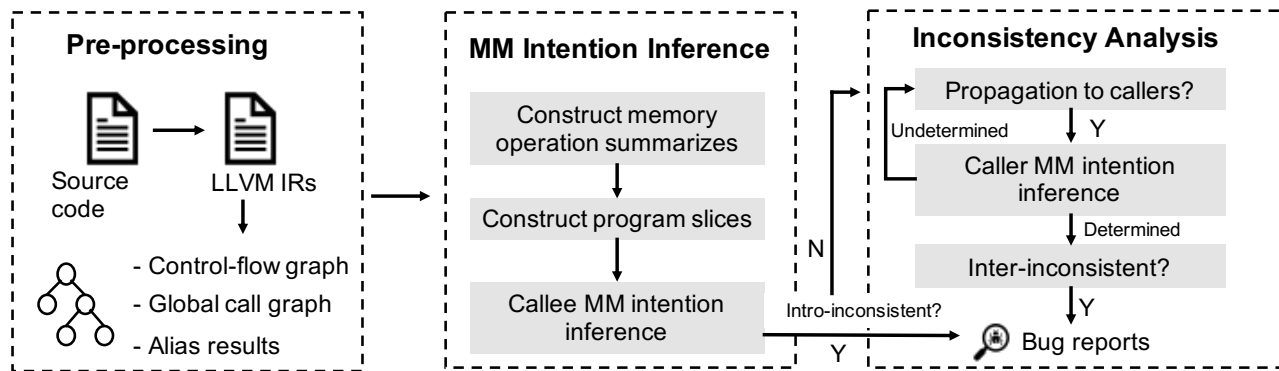 Pre-processing
Source
code
LLVM IRs
- Control-flow graph
- Global call graph
- Alias results
MM Intention Inference
Construct memory
operation summarizes
Construct program slices
Callee MM intention
inference
Intro-inconsistent?
N
Y
Inconsistency Analysis
Propagation to callers?
Undetermined
Y
Caller MM intention
inference
Determined
Inter-inconsistent?
Y
Bug reports